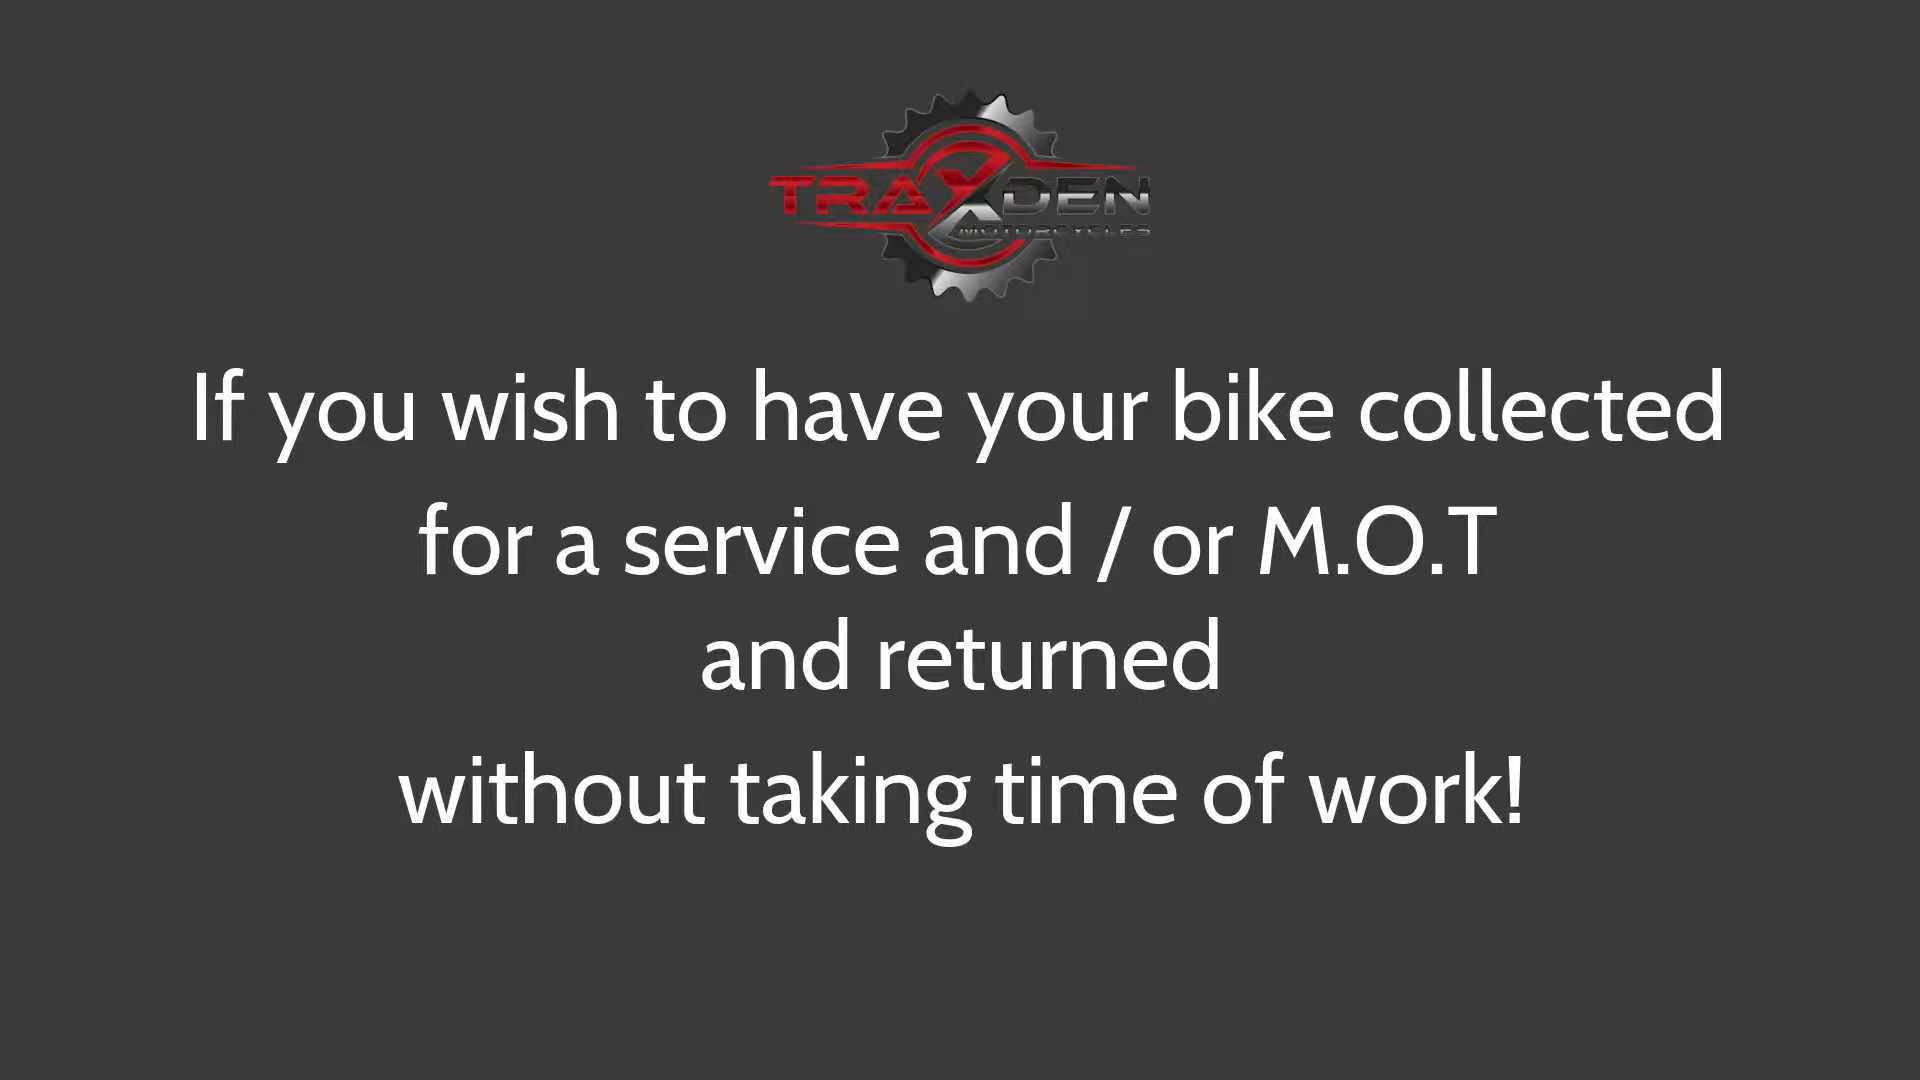 TRAXDEN
MOTORCYCLES
If you wish to have your bike collected
for a service and / or M.O.T
and returned
without taking time of work!